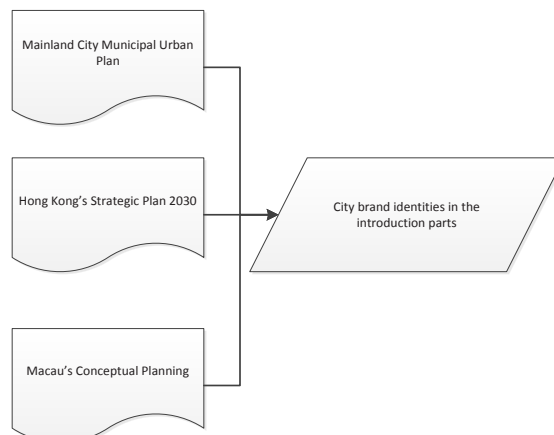 Mainland City Municipal Urban
Plan
Hong Kong's Strategic Plan 2030
City brand identities in the
introduction parts
Macau's Conceptual Planning